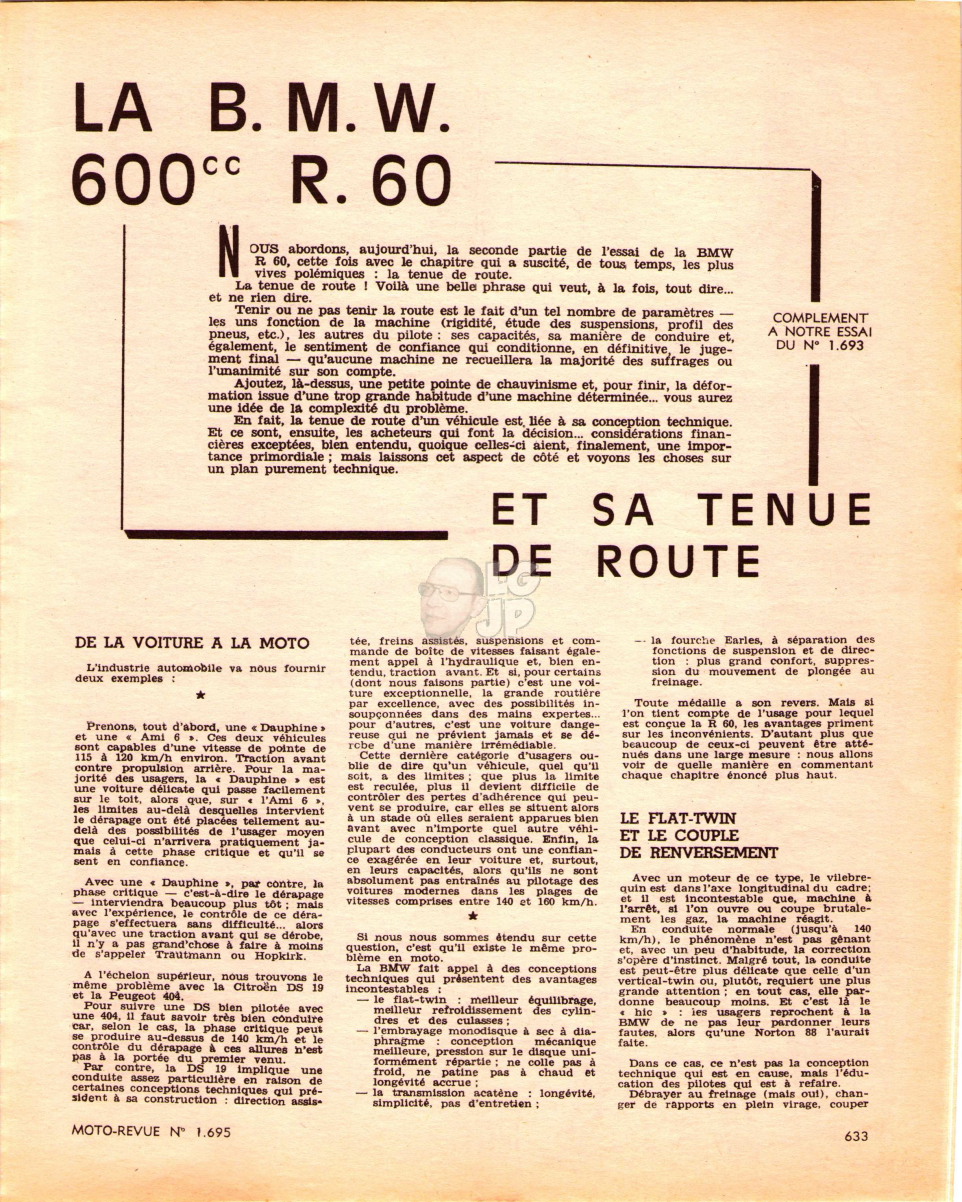 LA B. M. W.
600cc R. 60
NOUS abordons, aujourd'hui, la seconde partie de l'essai de la BMW
R 60, cette fois avec le chapitre qui a suscité, de tous temps, les plus
vives polémiques : la tenue de route.
La tenue de route ! Voilà une belle phrase qui veut, à la fois, tout dire...
et ne rien dire.
Tenir ou ne pas tenir la route est le fait d'un tel nombre de paramètres —
les uns fonction de la machine (rigidité, étude des suspensions, profil des
pneus, etc.), les autres du pilote : ses capacités, sa manière de conduire et,
également, le sentiment de confiance qui conditionne, en définitive, le juge-
ment final — qu'aucune machine ne recueillera la majorité des suffrages ou
l'unanimité sur son compte.
Ajoutez, là-dessus, une petite pointe de chauvinisme et, pour finir, la défor-
mation issue d'une trop grande habitude d'une machine déterminée... vous aurez
une idée de la complexité du problème.
En fait, la tenue de route d'un véhicule est liée à sa conception technique.
Et ce sont, ensuite, les acheteurs qui font la décision... considérations finan-
cières exceptées, bien entendu, quoique celles-ci aient, finalement, une impor-
tance primordiale ; mais laissons cet aspect de côté et voyons les choses sur
un plan purement technique.
COMPLEMENT
A NOTRE ESSAI
DU N° 1.693
ET SA TENUE
DE ROUTE
LG
JP
DE LA VOITURE A LA MOTO
L'industrie automobile va nous fournir
deux exemples :
★
Prenons, tout d'abord, une « Dauphine »
et une « Ami 6 ». Ces deux véhicules
sont capables d'une vitesse de pointe de
115 à 120 km/h environ. Traction avant
contre propulsion arrière. Pour la ma-
jorité des usagers, la « Dauphine » est
une voiture délicate qui passe facilement
sur le toit, alors que, sur « l'Ami 6 »,
les limites au-delà desquelles intervient
le dérapage ont été placées tellement au-
delà des possibilités de l'usager moyen
que celui-ci n'arrivera pratiquement ja-
mais à cette phase critique et qu'il se
sent en confiance.
Avec une « Dauphine », par contre, la
phase critique — c'est-à-dire le dérapage
— interviendra beaucoup plus tôt ; mais
avec l'expérience, le contrôle de ce déra-
page s'effectuera sans difficulté... alors
qu'avec une traction avant qui se dérobe,
il n'y a pas grand'chose à faire à moins
de s'appeler Trautmann ou Hopkirk.
A l'échelon supérieur, nous trouvons le
même problème avec la Citroën DS 19
et la Peugeot 404.
Pour suivre une DS bien pilotée avec
une 404, il faut savoir très bien conduire
car, selon le cas, la phase critique peut
se produire au-dessus de 140 km/h et le
contrôle du dérapage à ces allures n'est
pas à la portée du premier venu.
Par contre, la DS 19 implique une
conduite assez particulière en raison de
certaines conceptions techniques qui pré-
sident à sa construction : direction assis-
tée, freins assistés, suspensions et com-
mande de boîte de vitesses faisant égale-
ment appel à l'hydraulique et, bien en-
tendu, traction avant. Et si, pour certains
(dont nous faisons partie) c'est une voi-
ture exceptionnelle, la grande routière
par excellence, avec des possibilités in-
soupçonnées dans des mains expertes...
pour d'autres, c'est une voiture dange-
reuse qui ne prévient jamais et se dé-
robe d'une manière irrémédiable.
Cette dernière catégorie d'usagers ou-
blie de dire qu'un véhicule, quel qu'il
soit, a des limites ; que plus la limite
est reculée, plus il devient difficile de
contrôler des pertes d'adhérence qui peu-
vent se produire, car elles se situent alors
à un stade où elles seraient apparues bien
avant avec n'importe quel autre véhi-
cule de conception classique. Enfin, la
plupart des conducteurs ont une confian-
ce exagérée en leur voiture et, surtout,
en leurs capacités, alors qu'ils ne sont
absolument pas entraînés au pilotage des
voitures modernes dans les plages de
vitesses comprises entre 140 et 160 km/h.
★
Si nous nous sommes étendu sur cette
question, c'est qu'il existe le même pro-
blème en moto.
La BMW fait appel à des conceptions
techniques qui présentent des avantages
incontestables :
— le flat-twin : meilleur équilibrage,
meilleur refroidissement des cylin-
dres et des culasses ;
— l'embrayage monodisque à sec à dia-
phragme : conception mécanique
meilleure, pression sur le disque uni-
formément répartie ; ne colle pas à
froid, ne patine pas à chaud et
longévité accrue ;
— la transmission acatène : longévité,
simplicité, pas d'entretien ;
— la fourche Earles, à séparation des
fonctions de suspension et de direc-
tion : plus grand confort, suppres-
sion du mouvement de plongée au
freinage.
Toute médaille a son revers. Mais si
l'on tient compte de l'usage pour lequel
est conçue la R 60, les avantages priment
sur les inconvénients. D'autant plus que
beaucoup de ceux-ci peuvent être atté-
nués dans une large mesure : nous allons
voir de quelle manière en commentant
chaque chapitre énoncé plus haut.
LE FLAT-TWIN
ET LE COUPLE
DE RENVERSEMENT
Avec un moteur de ce type, le vilebre-
quin est dans l'axe longitudinal du cadre;
et il est incontestable que, machine à
l'arrêt, si l'on ouvre ou coupe brutale-
ment les gaz, la machine réagit.
En conduite normale (jusqu'à 140
km/h), le phénomène n'est pas gênant
et, avec un peu d'habitude, la correction
s'opère d'instinct. Malgré tout, la conduite
est peut-être plus délicate que celle d'un
vertical-twin ou, plutôt, requiert une plus
grande attention ; en tout cas, elle par-
donne beaucoup moins. Et c'est là le
« hic » : les usagers reprochent à la
BMW de ne pas leur pardonner leurs
fautes, alors qu'une Norton 88 l'aurait
faite.
Dans ce cas, ce n'est pas la conception
technique qui est en cause, mais l'édu-
cation des pilotes qui est à refaire.
Débrayer au freinage (mais oui), chan-
ger de rapports en plein virage, couper
MOTO-REVUE N° 1.695
633